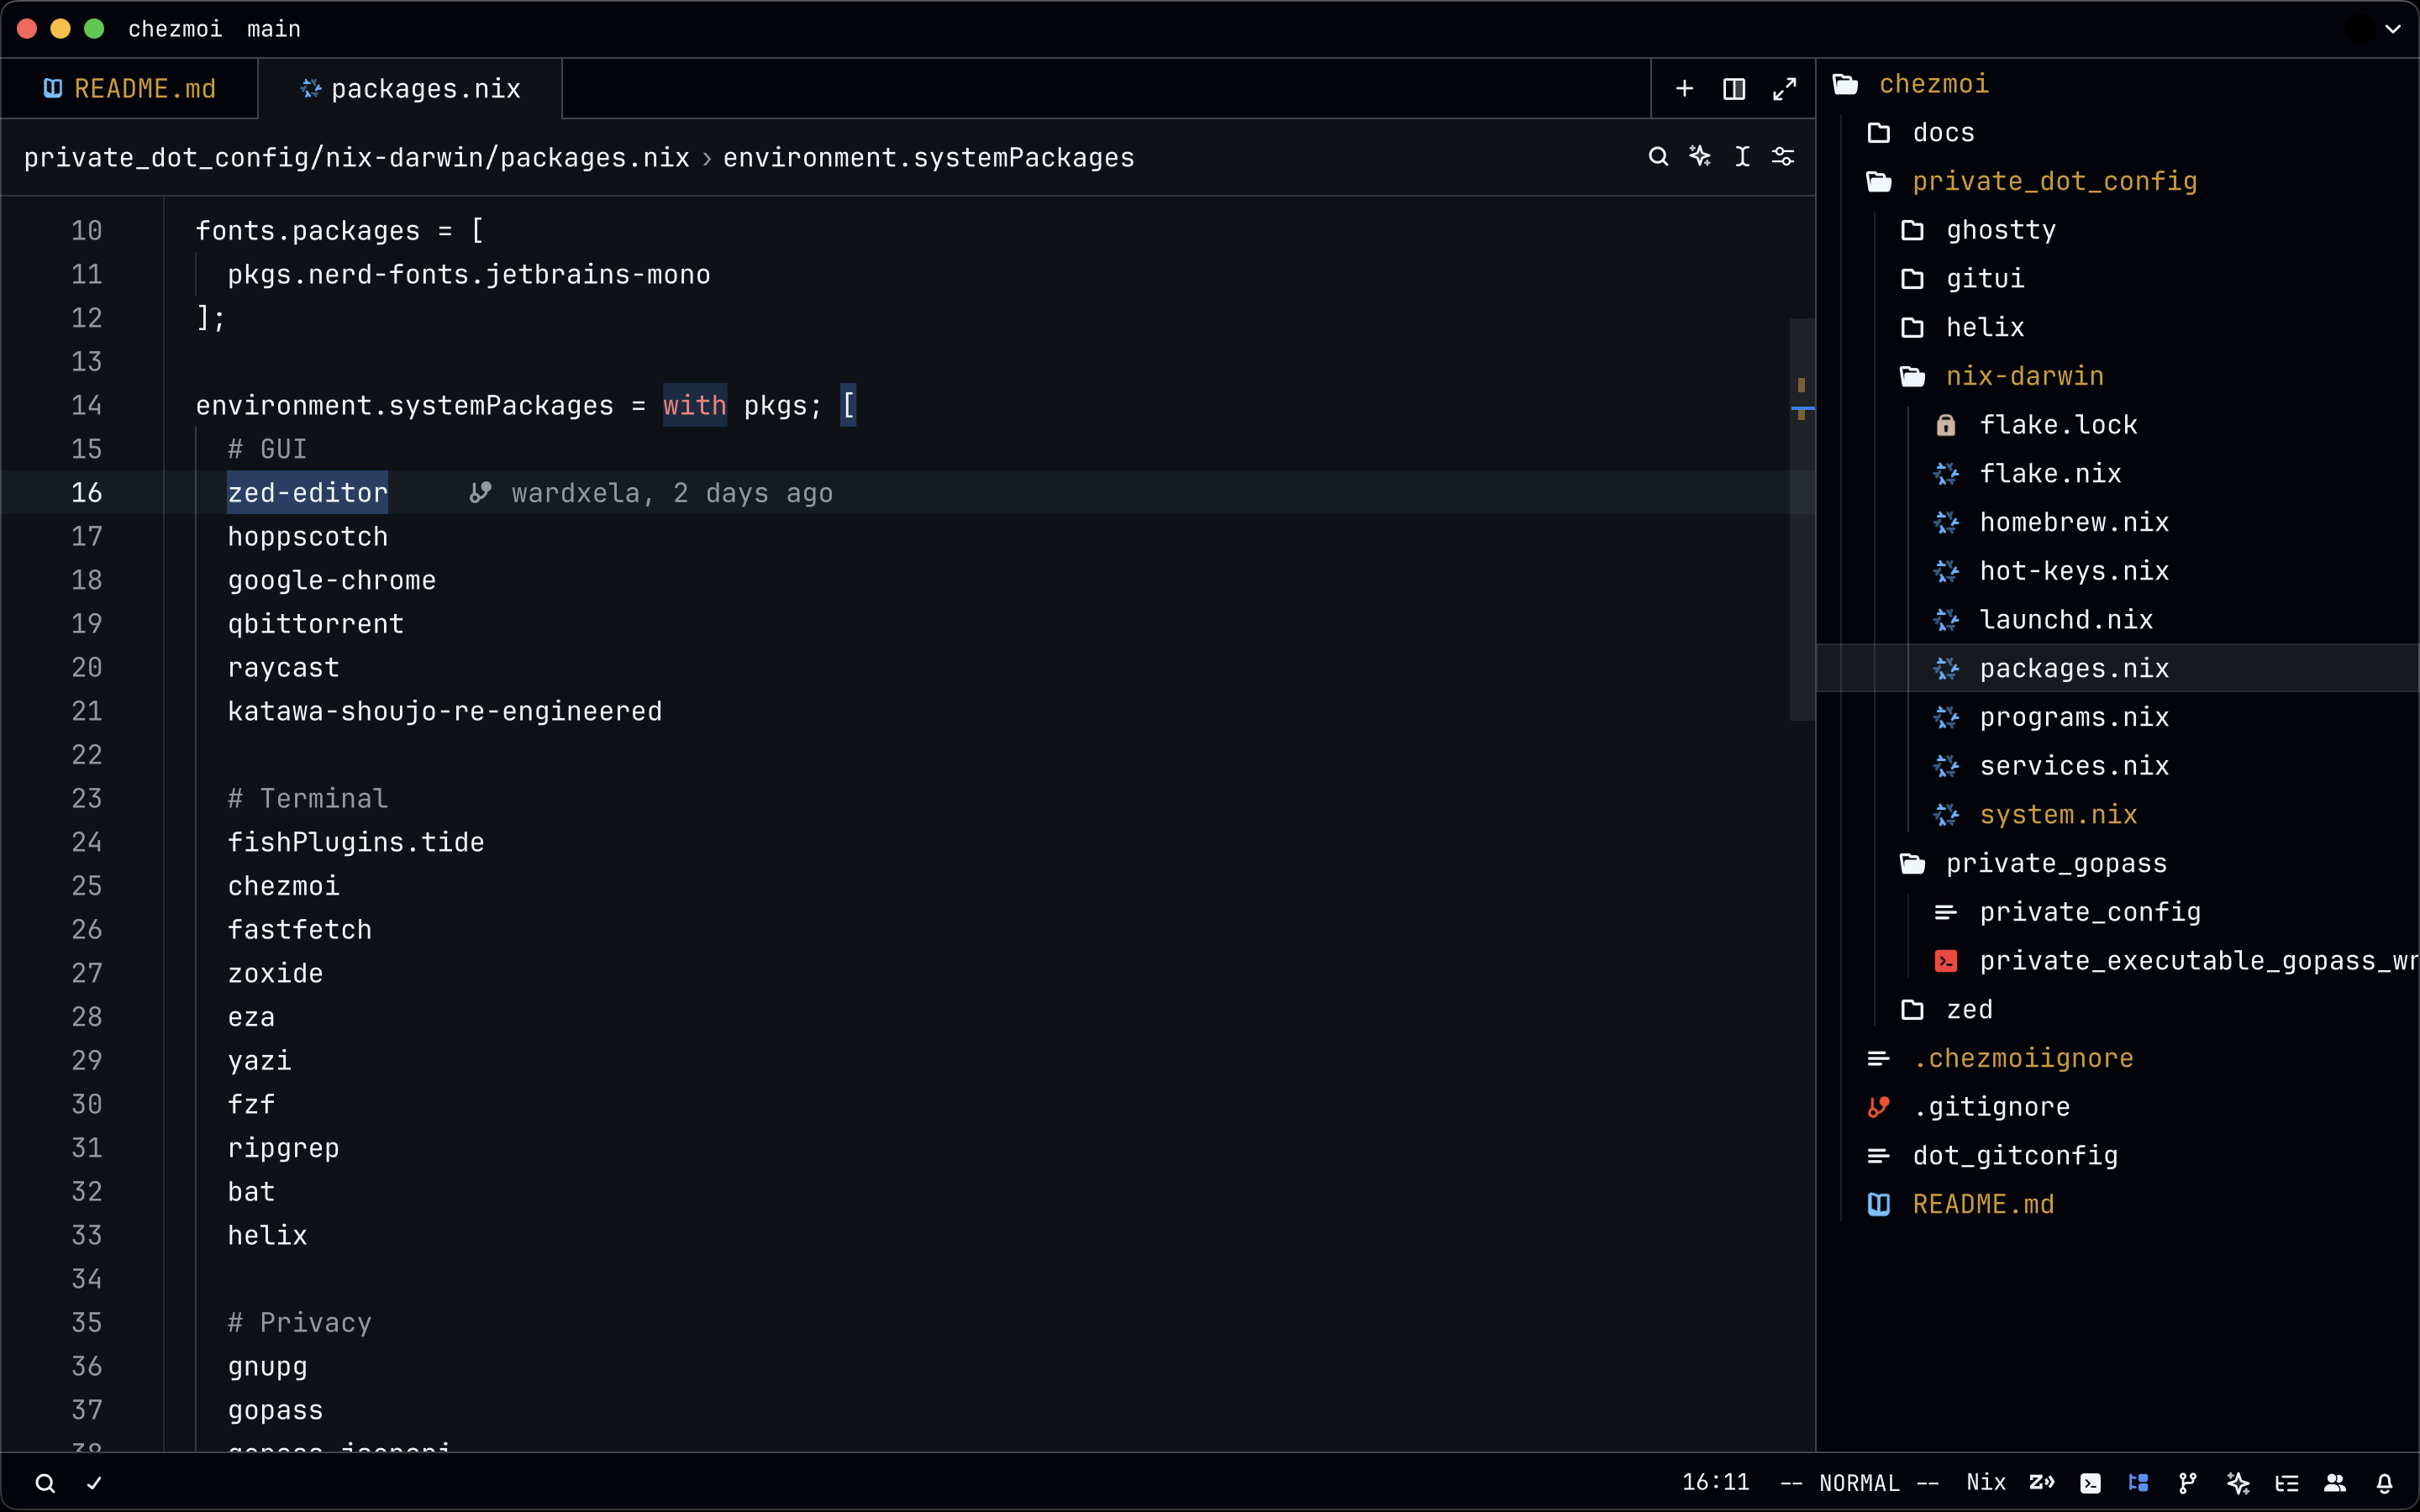 chezmoi main
README.md
packages.nix
private_dot_config/nix-darwin/packages.nix › environment.systemPackages
10 fonts.packages = [
11 pkgs.nerd-fonts.jetbrains-mono
12 ];
13
14 environment.systemPackages = with pkgs; [
15 # GUI
16 zed-editor wardxela, 2 days ago
17 hoppscotch
18 google-chrome
19 qbittorrent
20 raycast
21 katawa-shoujo-re-engineered
22
23 # Terminal
24 fishPlugins.tide
25 chezmoi
26 fastfetch
27 zoxide
28 eza
29 yazi
30 fzf
31 ripgrep
32 bat
33 helix
34
35 # Privacy
36 gnupg
37 gopass
38
chezmoi
docs
private_dot_config
ghostty
gitui
helix
nix-darwin
flake.lock
flake.nix
homebrew.nix
hot-keys.nix
launchd.nix
packages.nix
programs.nix
services.nix
system.nix
private_gopass
private_config
private_executable_gopass_wr
zed
.chezmoiignore
.gitignore
dot_gitconfig
README.md
16:11 -- NORMAL -- Nix